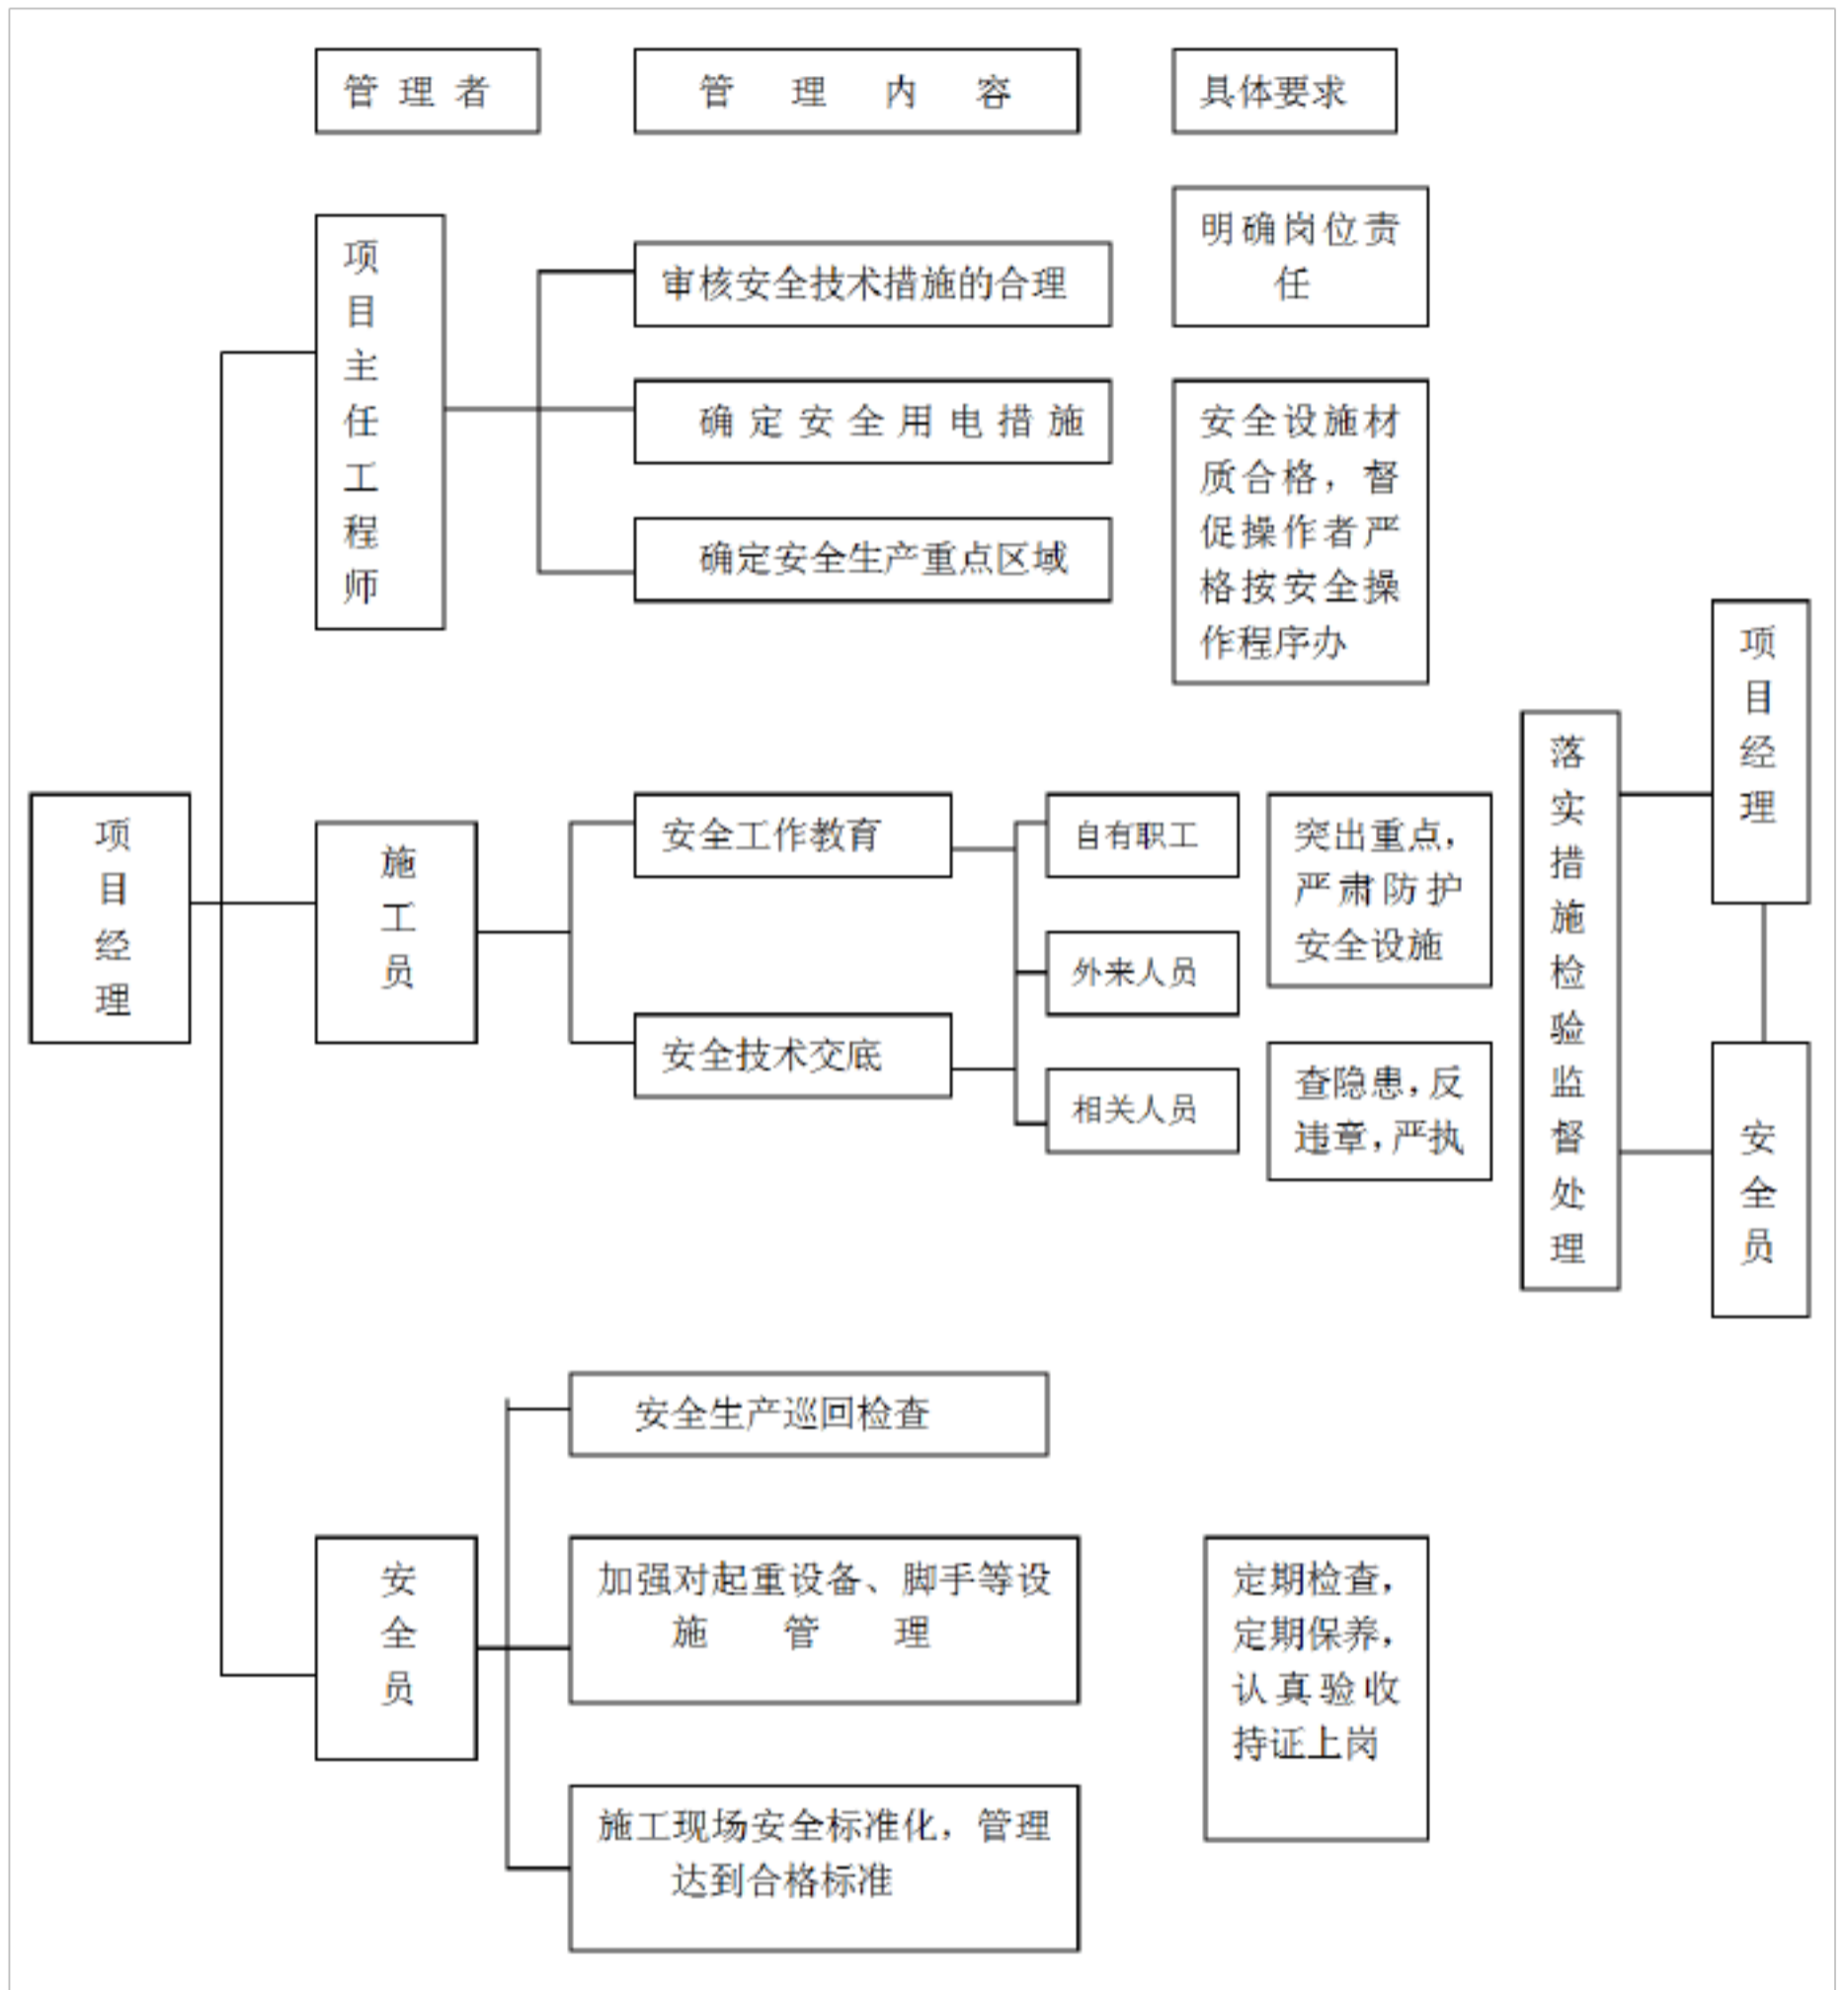 管理者
管理内容
具体要求
明确岗位责
任
项目主任工程师
审核安全技术措施的合理
确定安全用电措施
确定安全生产重点区域
安全设施材
质合格，督
促操作者严
格按安全操
作程序办
项目经理
施工员
安全工作教育
安全技术交底
自有职工
外来人员
相关人员
突出重点，
严肃防护
安全设施
查隐患，反
违章，严执
落实措施检验监督处理
项目经理
安全员
安全员
安全生产巡回检查
加强对起重设备、脚手等设
施管理
施工现场安全标准化，管理
达到合格标准
定期检查，
定期保养，
认真验收
持证上岗